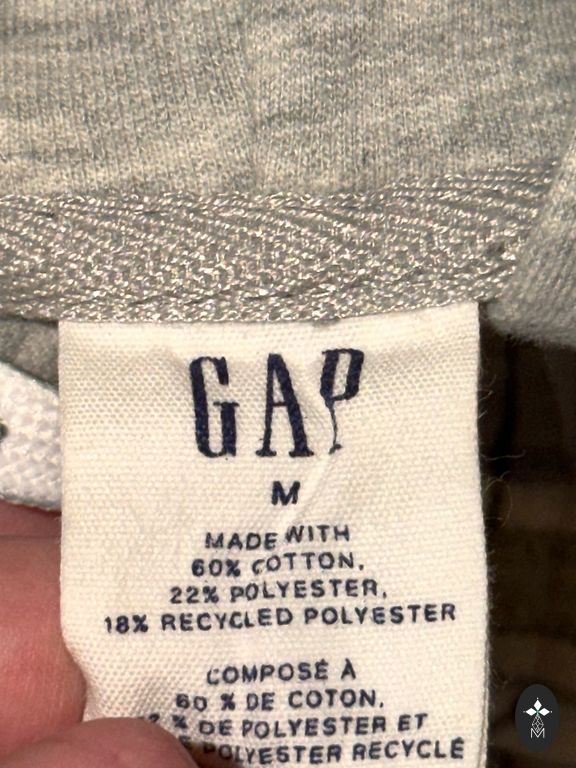 GAP
M
MADE WITH
60% COTTON,
22% POLYESTER,
18% RECYCLED POLYESTER
COMPOSÉ À
60 % DE COTON,
% DE POLYESTER ET
POLYESTER RECYCLÉ
M